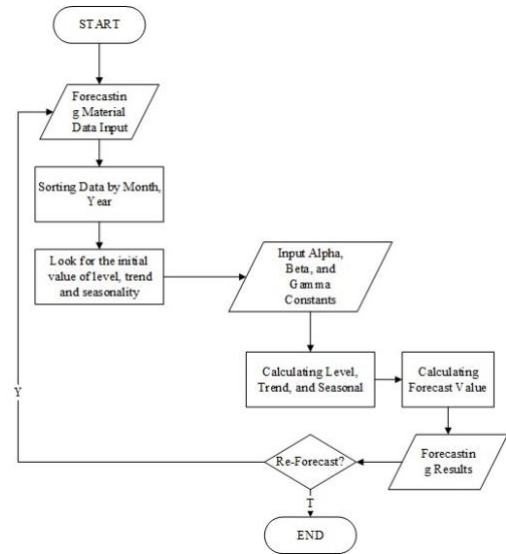 START
Forecastin
g Material
Data Input
Sorting Data by Month,
Year
Look for the initial
value of level, trend
and seasonality
Input Alpha,
Beta, and
Gamma
Constants
Calculating Level,
Trend, and Seasonal
Calculating
Forecast Value
Forecastin
g Results
Re-Forecast?
Y
T
END